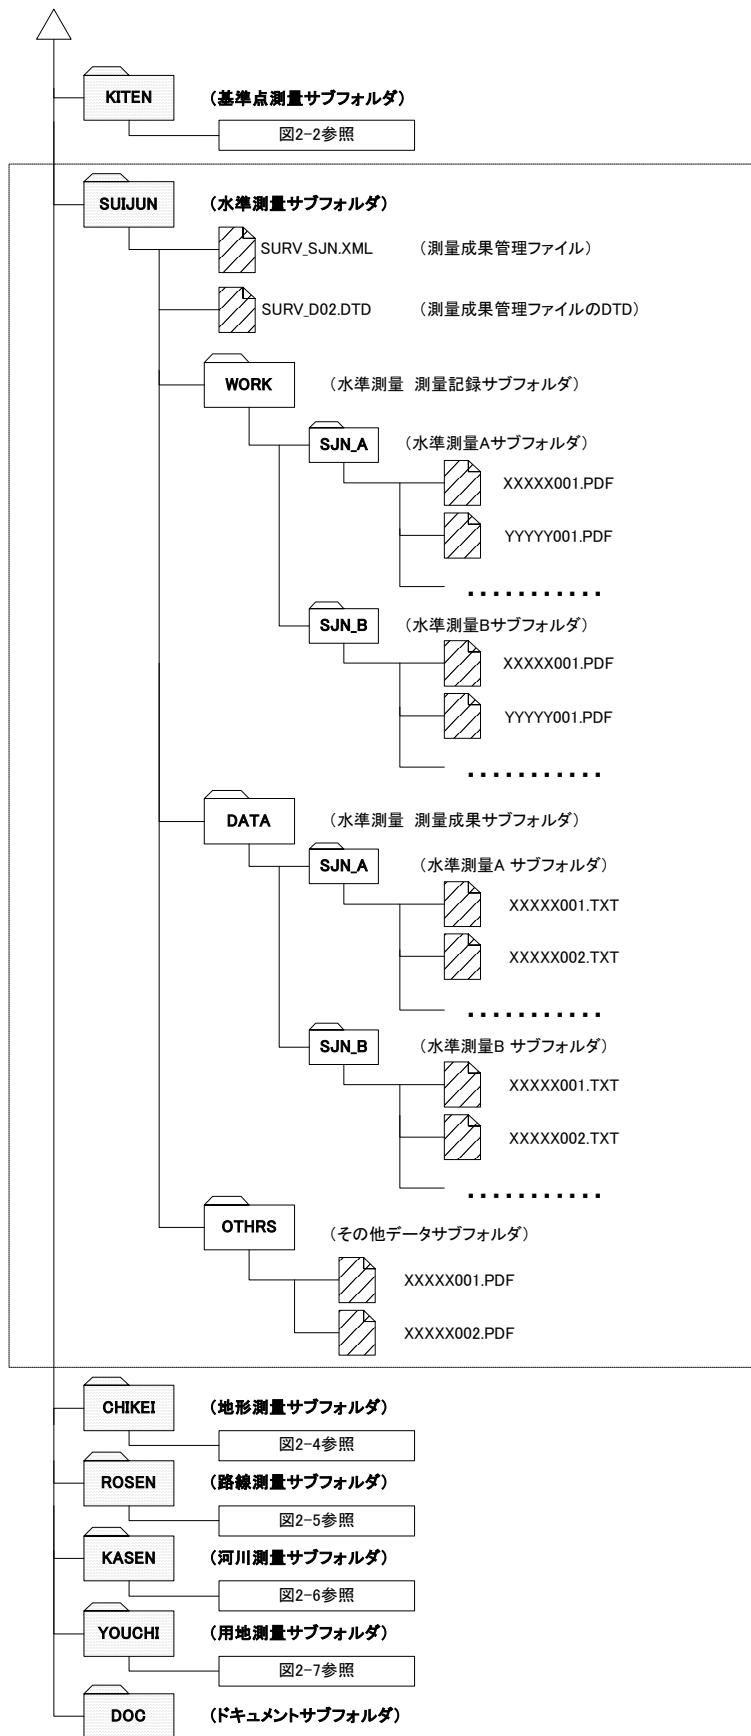 KITEN (基準点測量サブフォルダ)
図2-2参照
SUIJUN (水準測量サブフォルダ)
SURV_SJN.XML (測量成果管理ファイル)
SURV_D02.DTD (測量成果管理ファイルのDTD)
WORK (水準測量 測量記録サブフォルダ)
SJN_A (水準測量Aサブフォルダ)
XXXXX001.PDF
YYYYY001.PDF
...........
SJN_B (水準測量Bサブフォルダ)
XXXXX001.PDF
YYYYY001.PDF
...........
DATA (水準測量 測量成果サブフォルダ)
SJN_A (水準測量A サブフォルダ)
XXXXX001.TXT
XXXXX002.TXT
...........
SJN_B (水準測量B サブフォルダ)
XXXXX001.TXT
XXXXX002.TXT
...........
OTHRS (その他データサブフォルダ)
XXXXX001.PDF
XXXXX002.PDF
CHIKEI (地形測量サブフォルダ)
図2-4参照
ROSEN (路線測量サブフォルダ)
図2-5参照
KASEN (河川測量サブフォルダ)
図2-6参照
YOUCHI (用地測量サブフォルダ)
図2-7参照
DOC (ドキュメントサブフォルダ)